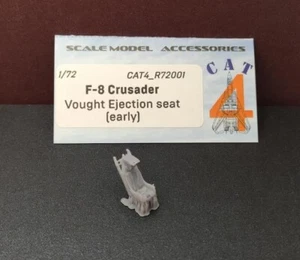 SCALE MODEL ACCESSORIES
1/72 CAT4_R72001
CAT
4
F-8 Crusader
Vought Ejection seat
(early)